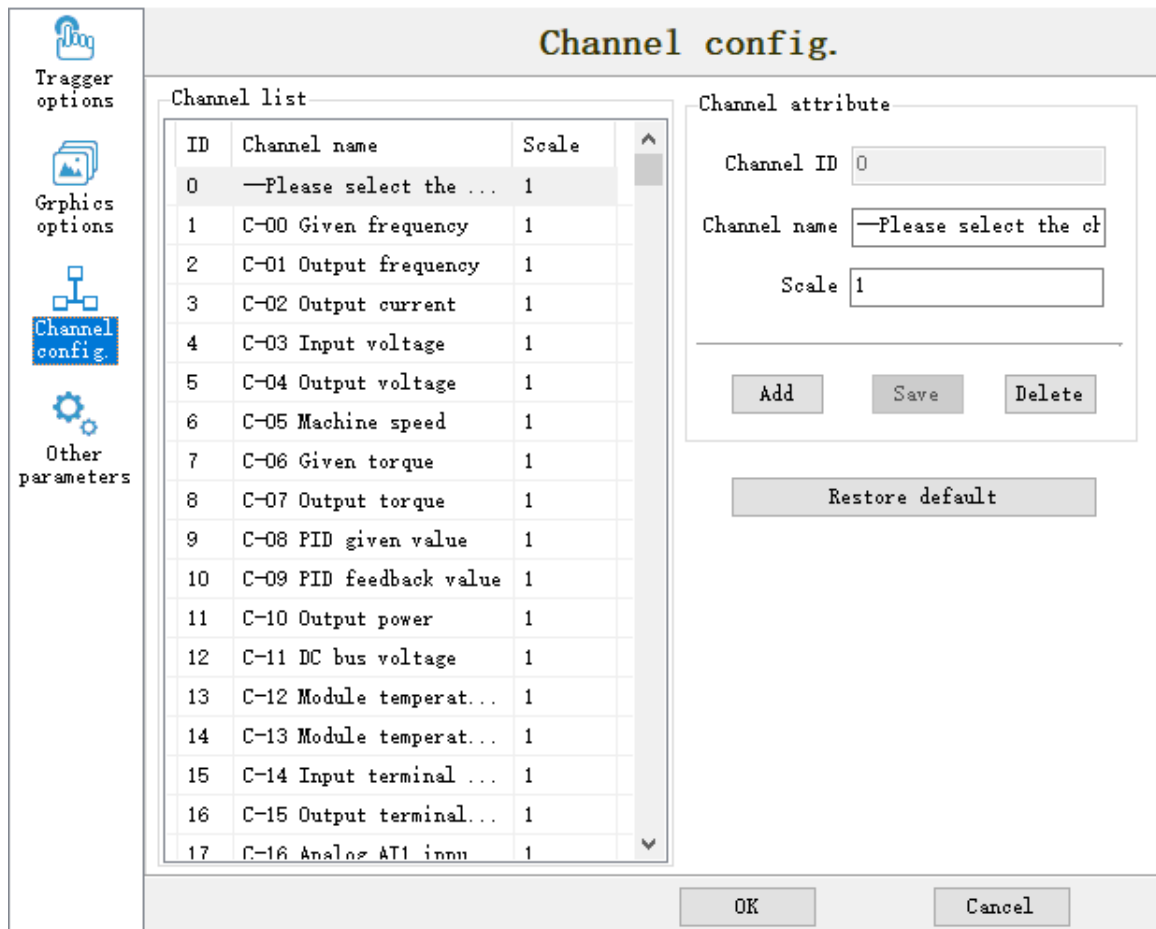 Channel config.
Tragger
options
Grphics
options
Channel
config.
Other
parameters
Channel list
ID Channel name Scale
0 —Please select the ... 1
1 C-00 Given frequency 1
2 C-01 Output frequency 1
3 C-02 Output current 1
4 C-03 Input voltage 1
5 C-04 Output voltage 1
6 C-05 Machine speed 1
7 C-06 Given torque 1
8 C-07 Output torque 1
9 C-08 PID given value 1
10 C-09 PID feedback value 1
11 C-10 Output power 1
12 C-11 DC bus voltage 1
13 C-12 Module temperat... 1
14 C-13 Module temperat... 1
15 C-14 Input terminal ... 1
16 C-15 Output terminal... 1
17 C-16 Analog AI1 inpu 1
Channel attribute
Channel ID 0
Channel name —Please select the ch
Scale 1
Add Save Delete
Restore default
OK Cancel